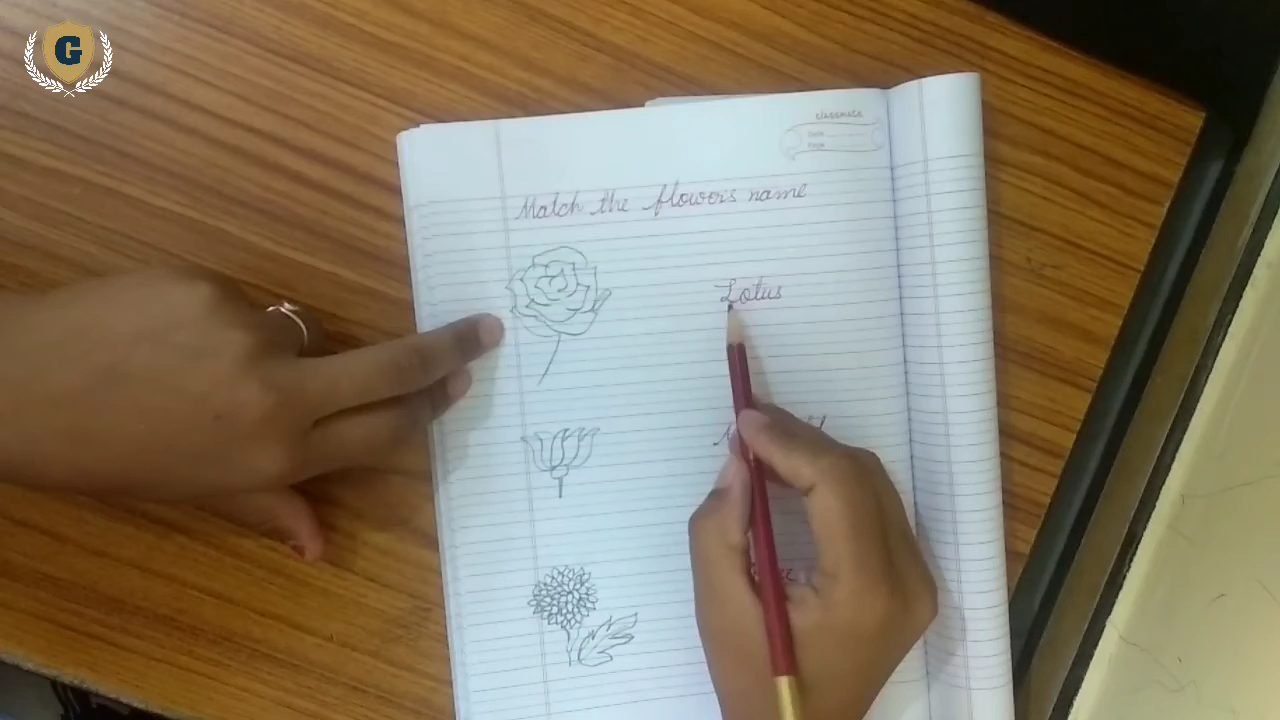 G
classmate
Date
Page
Match the flowers name
Lotus